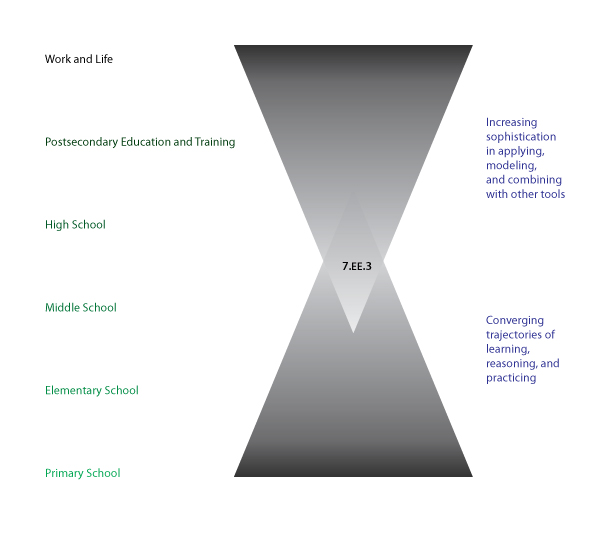 Work and Life
Postsecondary Education and Training
High School
Middle School
Elementary School
Primary School
7.EE.3
Increasing
sophistication
in applying,
modeling,
and combining
with other tools
Converging
trajectories of
learning,
reasoning, and
practicing